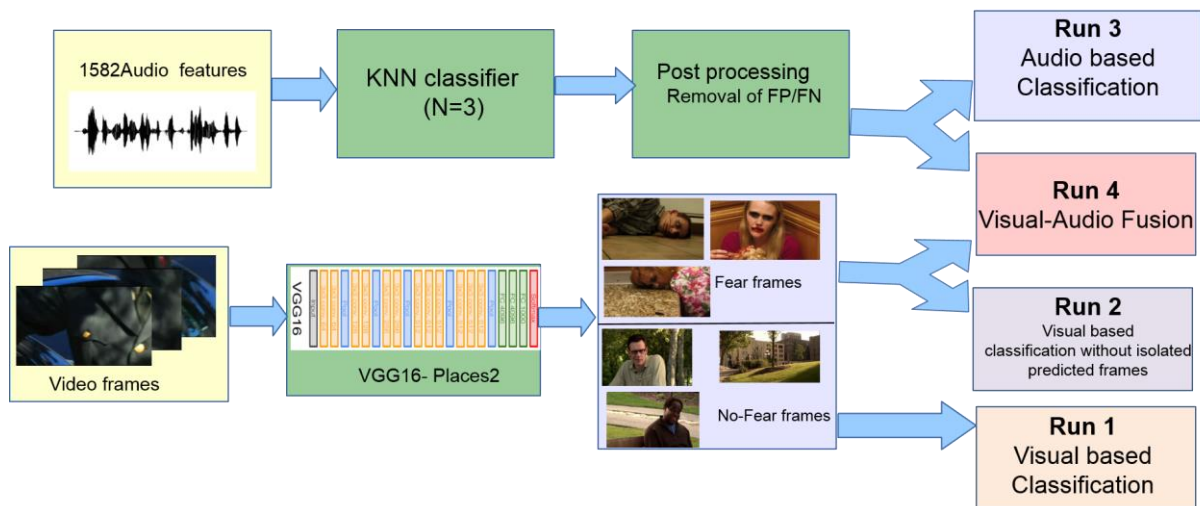 1582Audio features
KNN classifier
(N=3)
Post processing
Removal of FP/FN
Run 3
Audio based
Classification
Run 4
Visual-Audio Fusion
Video frames
VGG16
VGG16- Places2
Fear frames
No-Fear frames
Run 2
Visual based
classification without isolated
predicted frames
Run 1
Visual based
Classification